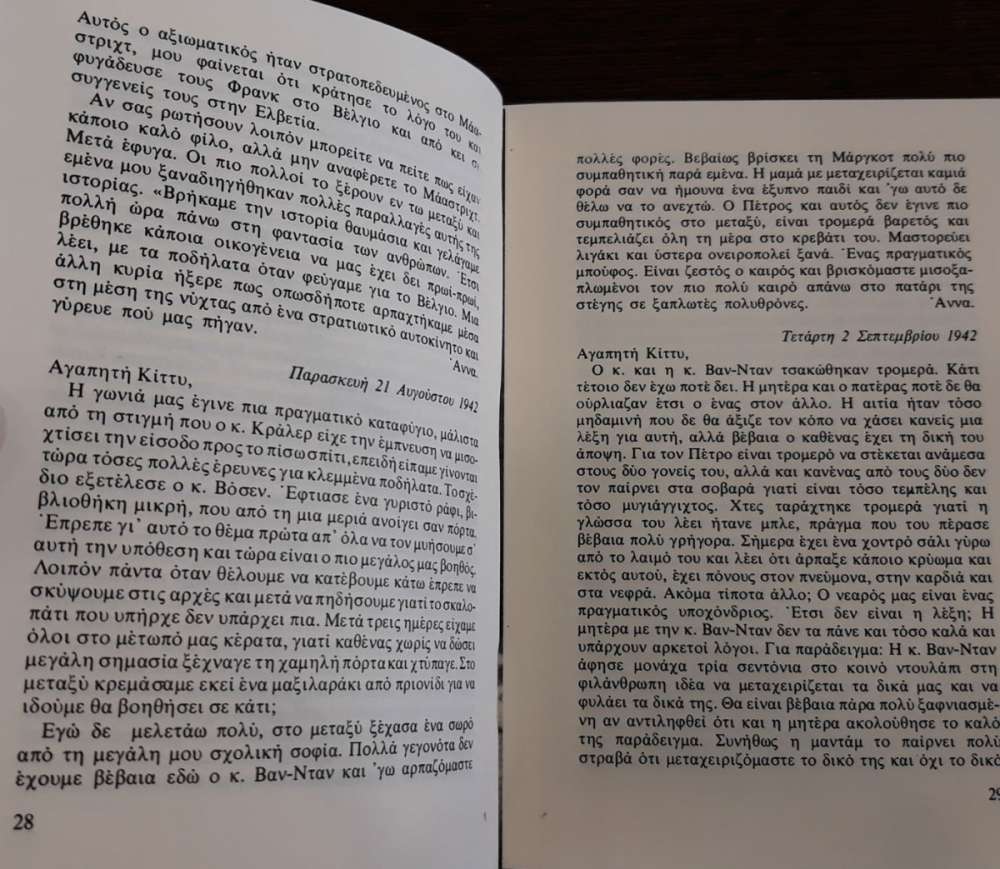 Αυτὸς ο αξιωματικὸς ήταν στρατοπεδευμένος στο Μάα-
στριχτ, μου φαίνεται ότι κράτησε το λόγο του και
φυγάδευσε τους Φρανκ στο Βέλγιο και από κει σε
συγγενείς τους στην Ελβετία.
Αν σας ρωτήσουν λοιπόν μπορείτε να πείτε πως είχαν
κάποιο καλό φίλο, αλλά μην αναφέρετε το Μάαστριχτ.
Μετά έφυγα. Οι πιο πολλοί το ξέρουν εν τω μεταξύ και
εμένα μου ξαναδιηγήθηκαν πολλές παραλλαγές αυτής της
ιστορίας. «Βρήκαμε την ιστορία θαυμάσια και γελάγαμε
πολλή ώρα πάνω στη φαντασία των ανθρώπων. Έτσι
βρέθηκε κάποια οικογένεια να μας έχει δει πρωί-πρωί,
λέει, με τα ποδήλατα όταν φεύγαμε για το Βέλγιο. Μια
άλλη κυρία ήξερε πως οπωσδήποτε αρπαχτήκαμε μέσα
στη μέση της νύχτας από ένα στρατιωτικό αυτοκίνητο και
γύρευε πού μας πήγαν.
Άννα.
Παρασκευή 21 Αυγούστου 1942
Αγαπητή Κίττυ,
Η γωνιά μας έγινε πια πραγματικό καταφύγιο, μάλιστα
από τη στιγμή που ο κ. Κράλερ είχε την έμπνευση να μισο-
χτίσει την είσοδο προς το πίσω σπίτι, επειδή είπαμε γίνονται
τώρα τόσες πολλές έρευνες για κλεμμένα ποδήλατα. Το σχέ-
διο εξετέλεσε ο κ. Βόσεν. Έφτιασε ένα γυριστό ράφι, βι-
βλιοθήκη μικρή, που από τη μια μεριά ανοίγει σαν πόρτα.
Έπρεπε γι' αυτό το θέμα πρώτα απ' όλα να τον μυήσουμε σ'
αυτή την υπόθεση και τώρα είναι ο πιο μεγάλος μας βοηθός.
Λοιπόν πάντα όταν θέλουμε να κατέβουμε κάτω έπρεπε να
σκύψουμε στις αρχές και μετά να πηδήσουμε γιατί το σκαλο-
πάτι που υπήρχε δεν υπάρχει πια. Μετά τρεις ημέρες είχαμε
όλοι στο μέτωπό μας κέρατα, γιατί καθένας χωρίς να δώσει
μεγάλη σημασία ξέχναγε τη χαμηλή πόρτα και χτύπαγε. Στο
μεταξύ κρεμάσαμε εκεί ένα μαξιλαράκι από πριονίδι για να
ιδούμε θα βοηθήσει σε κάτι;
Εγώ δε μελετάω πολύ, στο μεταξύ ξέχασα ένα σωρό
από τη μεγάλη μου σχολική σοφία. Πολλά γεγονότα δεν
έχουμε βέβαια εδώ ο κ. Βαν-Νταν και 'γω αρπαζόμαστε
28
πολλές φορές. Βεβαίως βρίσκει τη Μάργκοτ πολύ πιο
συμπαθητική παρά εμένα. Η μαμά με μεταχειρίζεται καμιά
φορά σαν να ήμουνα ένα έξυπνο παιδί και 'γω αυτό δε
θέλω να το ανεχτώ. Ο Πέτρος και αυτός δεν έγινε πιο
συμπαθητικός στο μεταξύ, είναι τρομερά βαρετός και
τεμπελιάζει όλη τη μέρα στο κρεβάτι του. Μαστορεύει
λιγάκι και ύστερα ονειροπολεί ξανά. Ένας πραγματικός
μπούφος. Είναι ζεστός ο καιρός και βρισκόμαστε μισοξα-
πλωμένοι τον πιο πολύ καιρό απάνω στο πατάρι της
στέγης σε ξαπλωτές πολυθρόνες.
Άννα.
Τετάρτη 2 Σεπτεμβρίου 1942
Αγαπητή Κίττυ,
Ο κ. και η κ. Βαν-Νταν τσακώθηκαν τρομερά. Κάτι
τέτοιο δεν έχω ποτέ δει. Η μητέρα και ο πατέρας ποτέ δε θα
ούρλιαζαν έτσι ο ένας στον άλλο. Η αιτία ήταν τόσο
μηδαμινή που δε θα άξιζε τον κόπο να χάσει κανείς μια
λέξη για αυτή, αλλά βέβαια ο καθένας έχει τη δική του
άποψη. Για τον Πέτρο είναι τρομερό να στέκεται ανάμεσα
στους δύο γονείς του, αλλά και κανένας από τους δύο δεν
τον παίρνει στα σοβαρά γιατί είναι τόσο τεμπέλης και
τόσο μυγιάγγιχτος. Χτες ταράχτηκε τρομερά γιατί η
γλώσσα του λέει ήτανε μπλε, πράγμα που του πέρασε
βέβαια πολύ γρήγορα. Σήμερα έχει ένα χοντρό σάλι γύρω
από το λαιμό του και λέει ότι άρπαξε κάποιο κρύωμα και
εκτός αυτού, έχει πόνους στον πνεύμονα, στην καρδιά και
στα νεφρά. Ακόμα τίποτα άλλο; Ο νεαρός μας είναι ένας
πραγματικός υποχόνδριος. Έτσι δεν είναι η λέξη; Η
μητέρα με την κ. Βαν-Νταν δεν τα πάνε και τόσο καλά και
υπάρχουν αρκετοί λόγοι. Για παράδειγμα: Η κ. Βαν-Νταν
άφησε μονάχα τρία σεντόνια στο κοινό ντουλάπι στη
φιλάνθρωπη ιδέα να μεταχειρίζεται τα δικά μας και να
φυλάει τα δικά της. Θα είναι βέβαια πάρα πολύ ξαφνιασμέ-
νη αν αντιληφθεί ότι και η μητέρα ακολούθησε το καλό
της παράδειγμα. Συνήθως η μαντάμ το παίρνει πολύ
στραβά ότι μεταχειριζόμαστε το δικό της και όχι το δικό
29